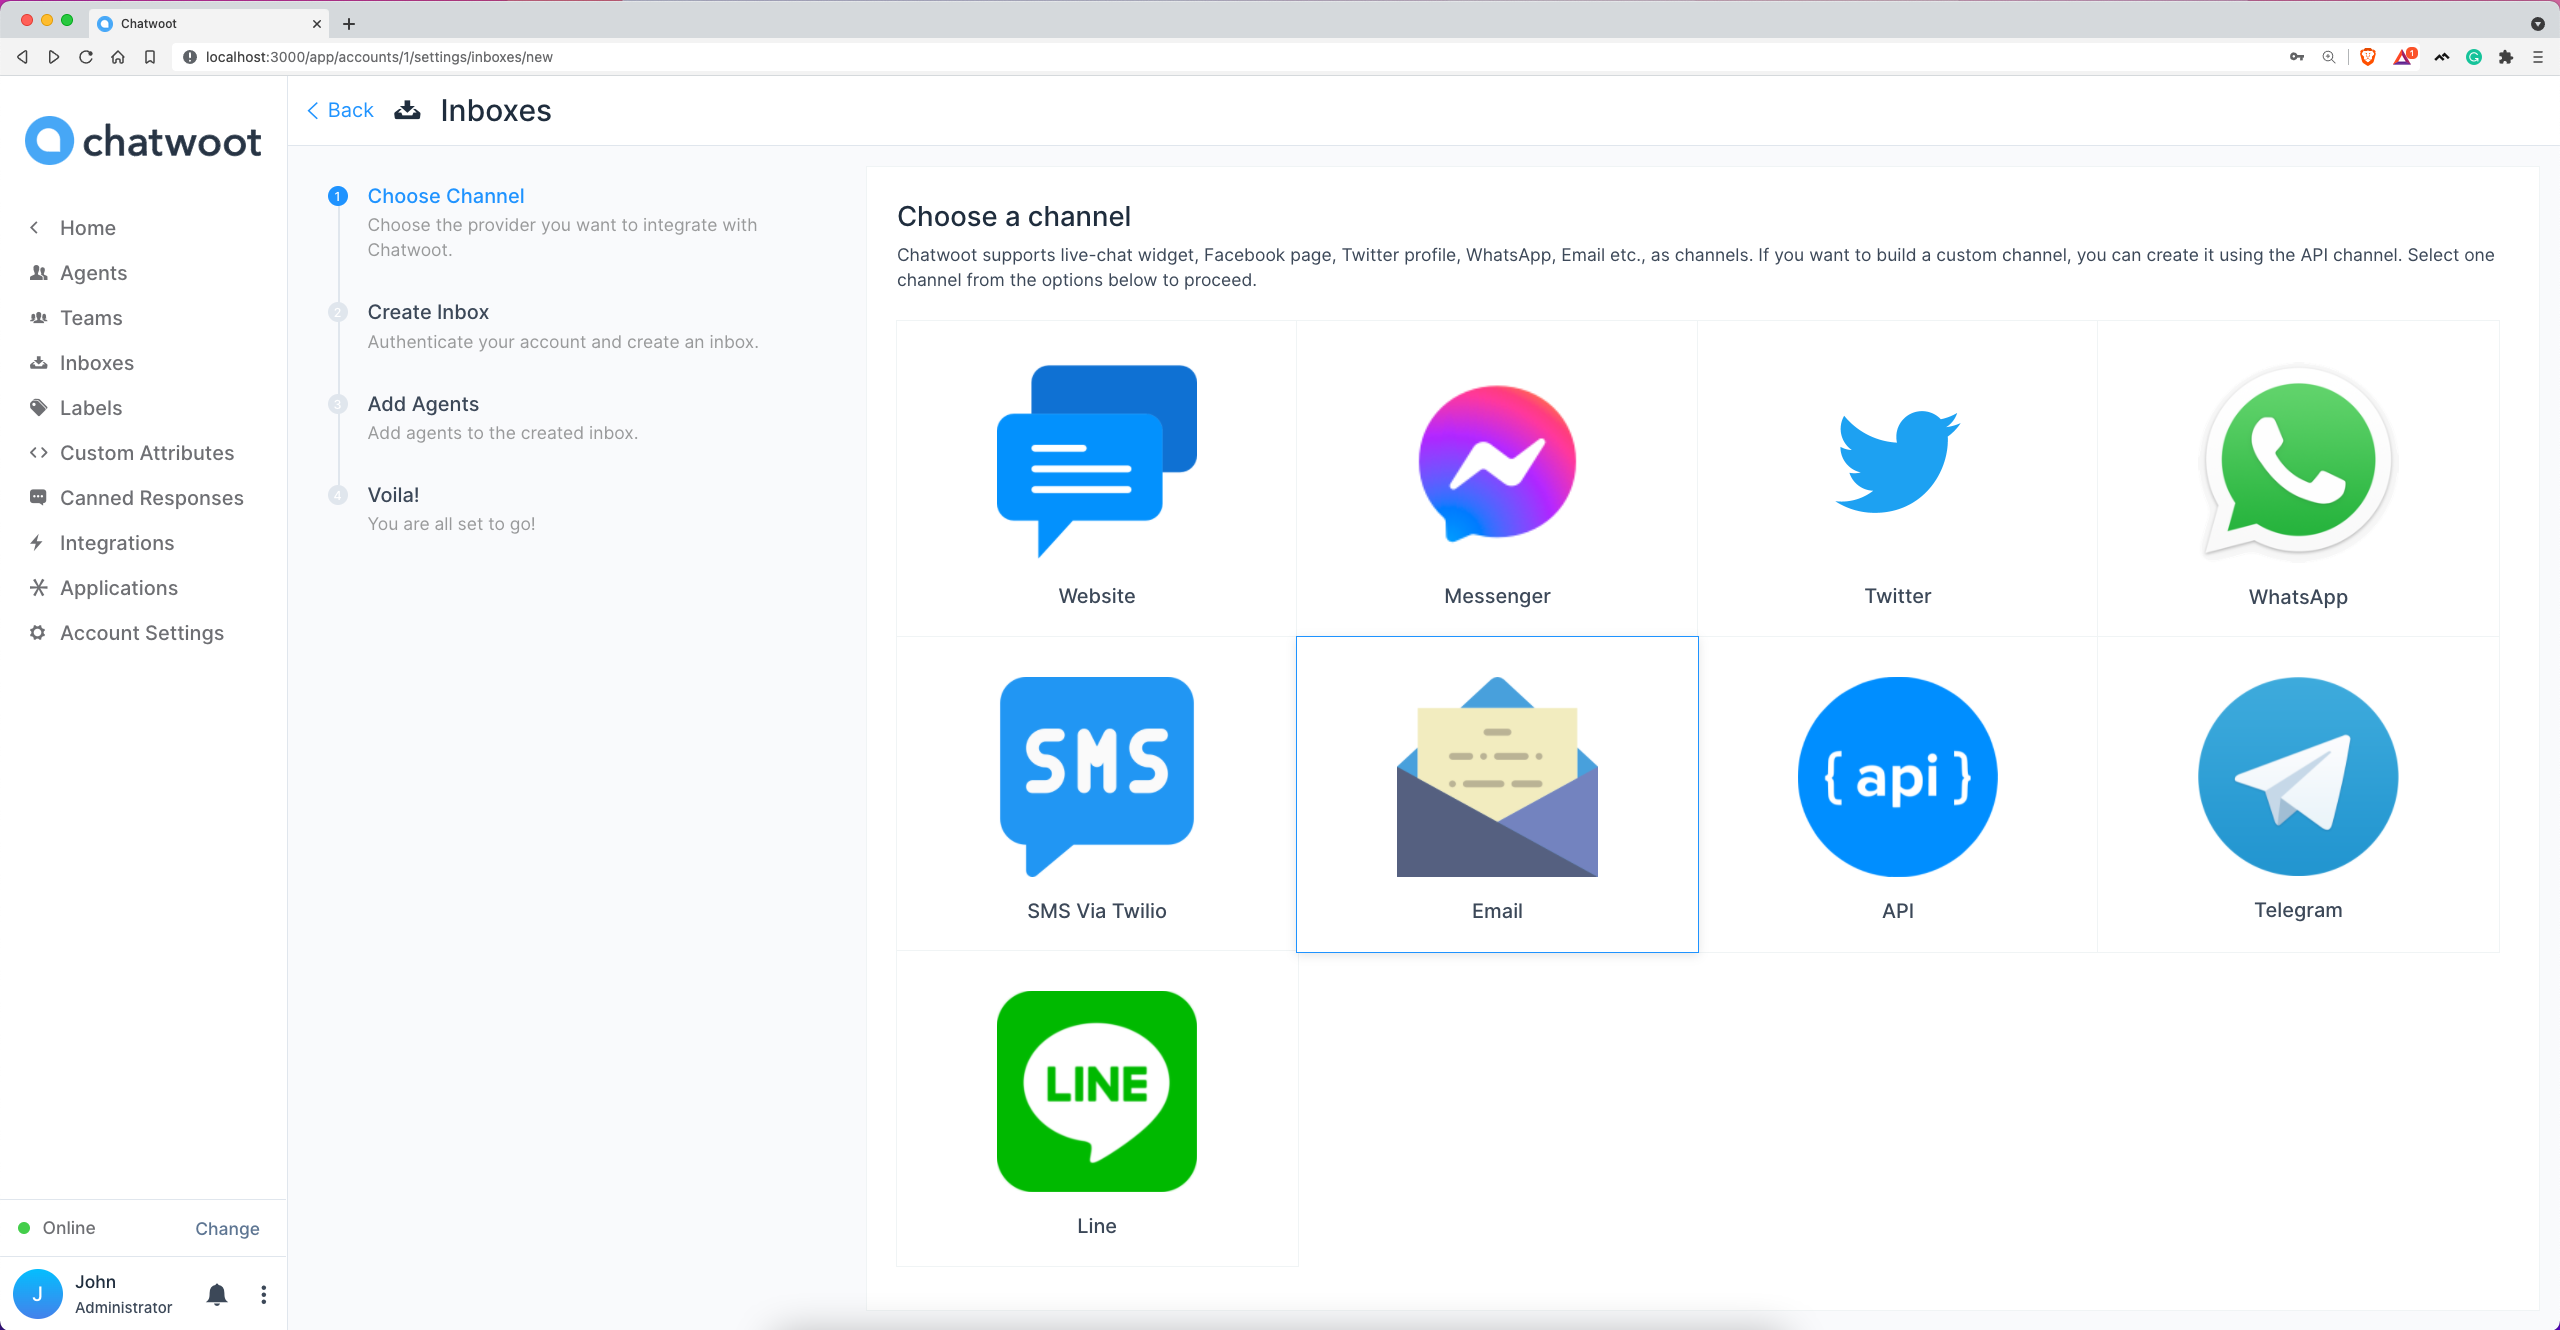 Chatwoot
localhost:3000/app/accounts/1/settings/inboxes/new
1
chatwoot
Home
Agents
Teams
Inboxes
Labels
Custom Attributes
Canned Responses
Integrations
Applications
Account Settings
Online
Change
J
John
Administrator
Back
Inboxes
1
Choose Channel
Choose the provider you want to integrate with
Chatwoot.
2
Create Inbox
Authenticate your account and create an inbox.
3
Add Agents
Add agents to the created inbox.
4
Voila!
You are all set to go!
Choose a channel
Chatwoot supports live-chat widget, Facebook page, Twitter profile, WhatsApp, Email etc., as channels. If you want to build a custom channel, you can create it using the API channel. Select one
channel from the options below to proceed.
Website
Messenger
Twitter
WhatsApp
SMS
SMS Via Twilio
Email
{ api }
API
Telegram
LINE
Line